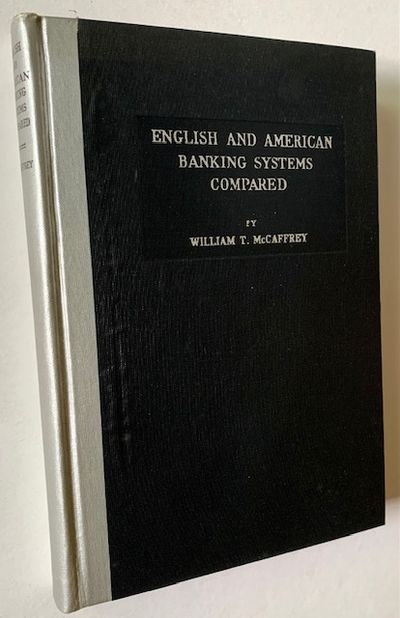 ENGLISH AND AMERICAN
BANKING SYSTEMS
COMPARED
BY
WILLIAM T. McCAFFREY